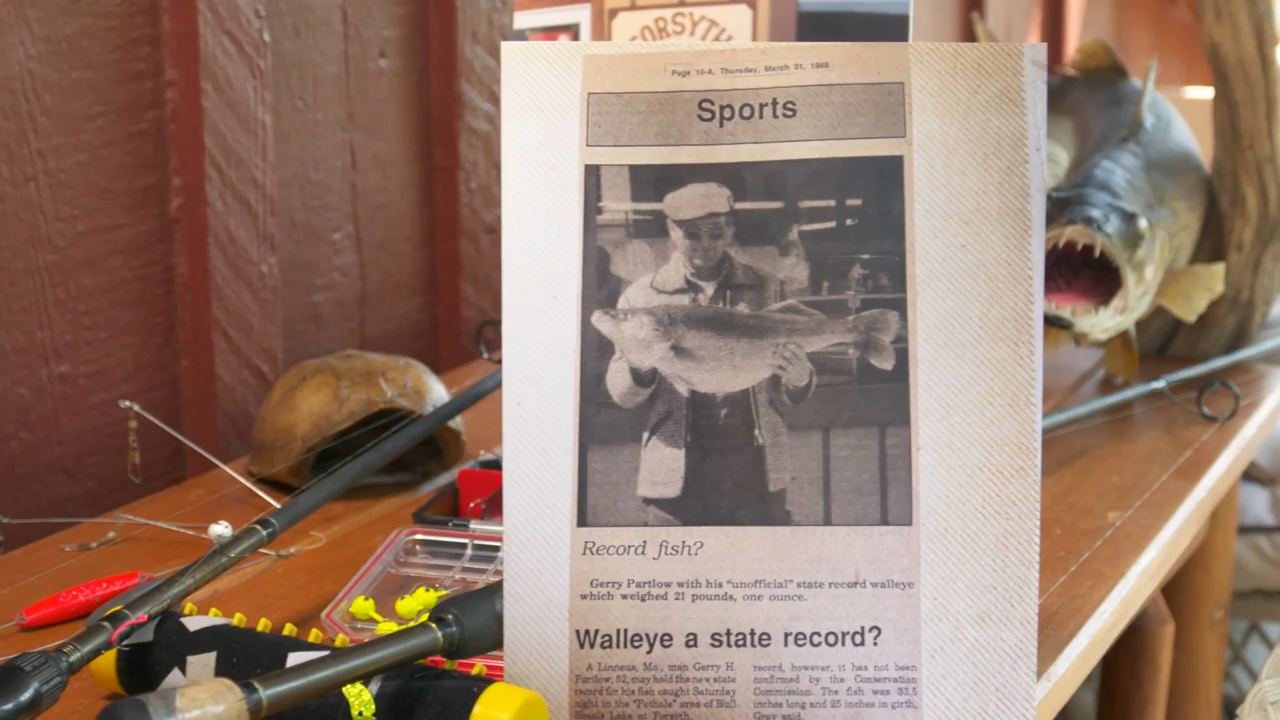 FORSYTH
Page 10-A, Thursday, March 31, 1988
Sports
Record fish?
Gerry Partlow with his "unofficial" state record walleye
which weighed 21 pounds, one ounce.
Walleye a state record?
A Linneus, Mo., man Gerry H.
Partlow, 52, may hold the new state
record for his fish caught Saturday
night in the "Pothole" area of Bull
Shoals Lake at Forsyth.
record, however, it has not been
confirmed by the Conservation
Commission. The fish was 33.5
inches long and 25 inches in girth,
Gray said.